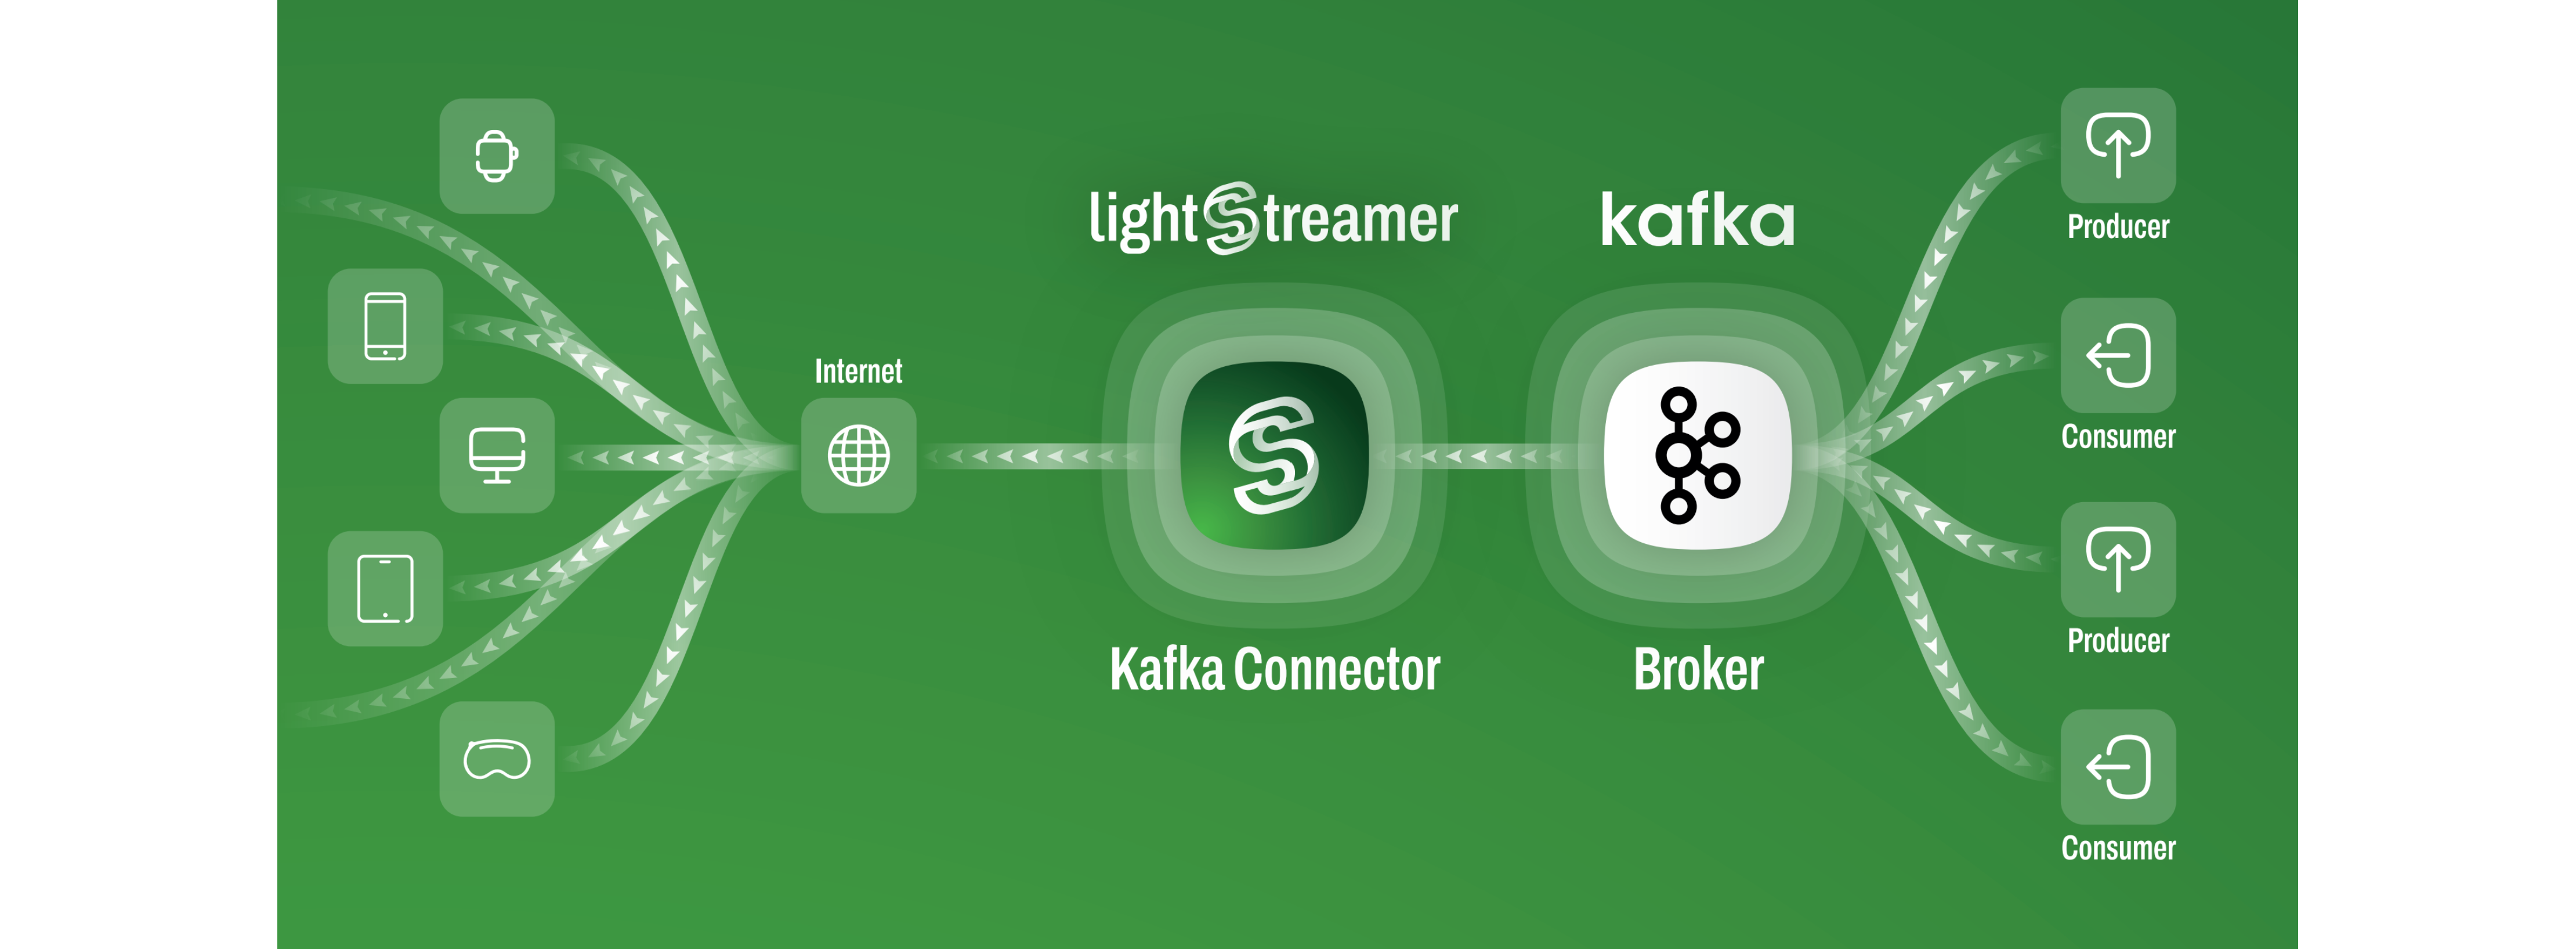 lightStreamer
kafka
Internet
Kafka Connector
Broker
Producer
Consumer
Producer
Consumer